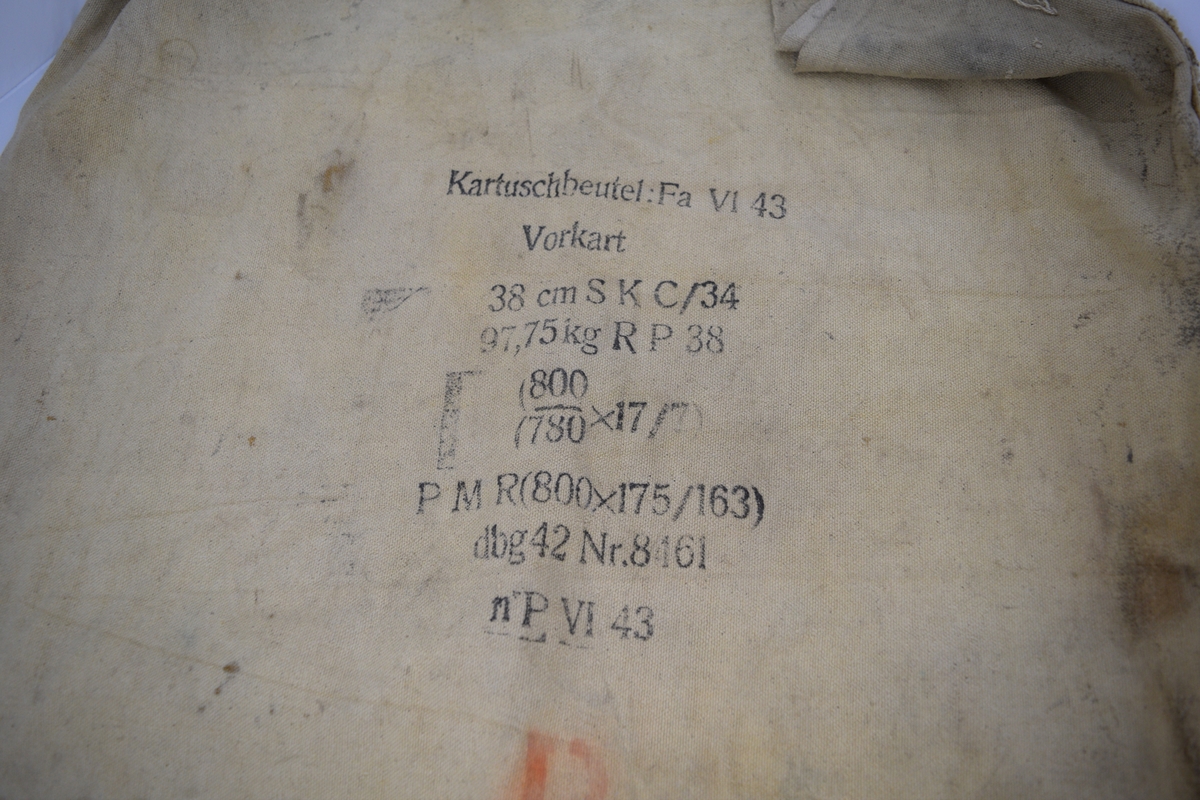 Kartuschbeutel: Fa VI 43
Vorkart
38 cm S K C/34
97,75 kg R P 38
(800
(780 ×17/7)
P M R(800×175/163)
dbg 42 Nr. 8461
n P VI 43